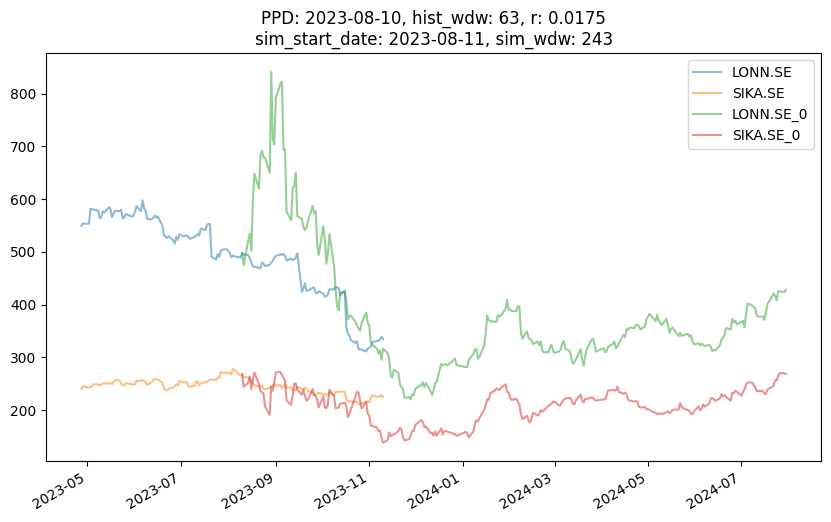 PPD: 2023-08-10, hist_wdw: 63, r: 0.0175
sim_start_date: 2023-08-11, sim_wdw: 243
LONN.SE
SIKA.SE
LONN.SE_0
SIKA.SE_0
800
700
600
500
400
300
200
2023-05
2023-07
2023-09
2023-11
2024-01
2024-03
2024-05
2024-07